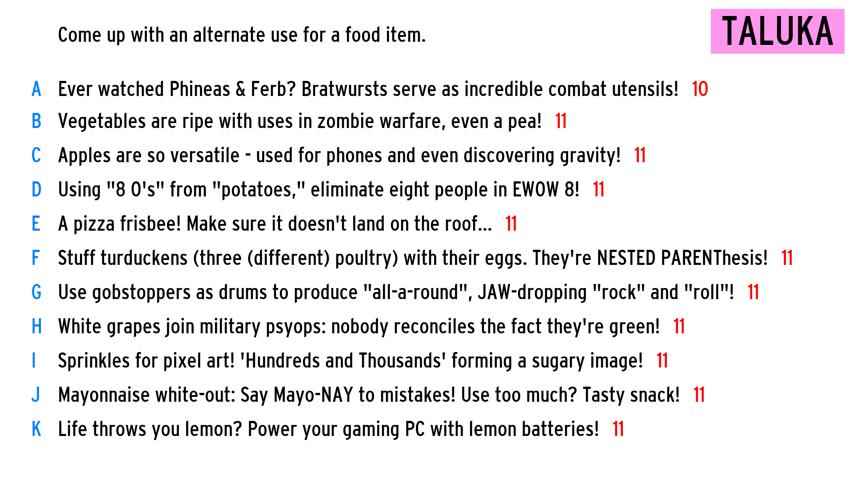 Come up with an alternate use for a food item.
TALUKA
A Ever watched Phineas & Ferb? Bratwursts serve as incredible combat utensils! 10
B Vegetables are ripe with uses in zombie warfare, even a pea! 11
C Apples are so versatile - used for phones and even discovering gravity! 11
D Using "8 O's" from "potatoes," eliminate eight people in EWOW 8! 11
E A pizza frisbee! Make sure it doesn't land on the roof... 11
F Stuff turduckens (three (different) poultry) with their eggs. They're NESTED PARENThesis! 11
G Use gobstoppers as drums to produce "all-a-round", JAW-dropping "rock" and "roll"! 11
H White grapes join military psyops: nobody reconciles the fact they're green! 11
I Sprinkles for pixel art! 'Hundreds and Thousands' forming a sugary image! 11
J Mayonnaise white-out: Say Mayo-NAY to mistakes! Use too much? Tasty snack! 11
K Life throws you lemon? Power your gaming PC with lemon batteries! 11